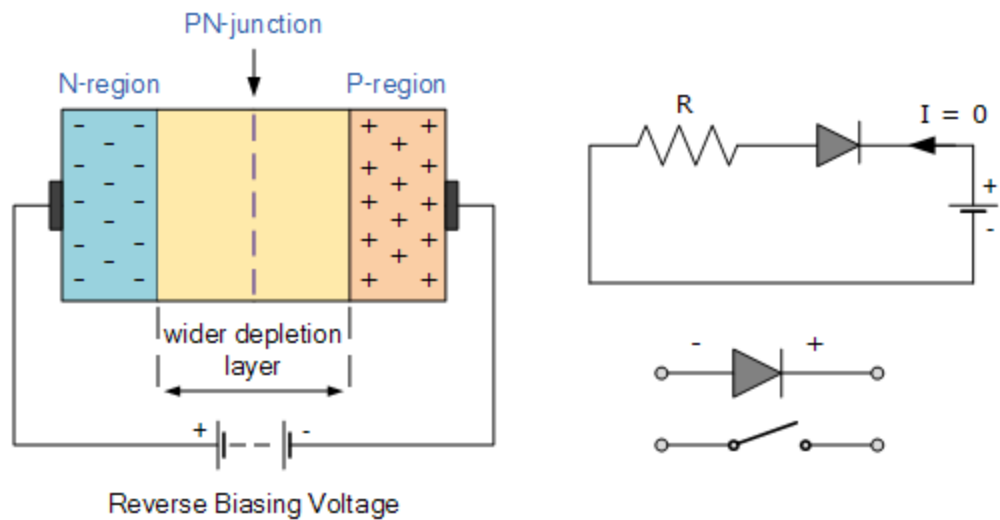 PN-junction
N-region
P-region
R
I = 0
+
-
wider depletion
layer
- +
+ -
Reverse Biasing Voltage